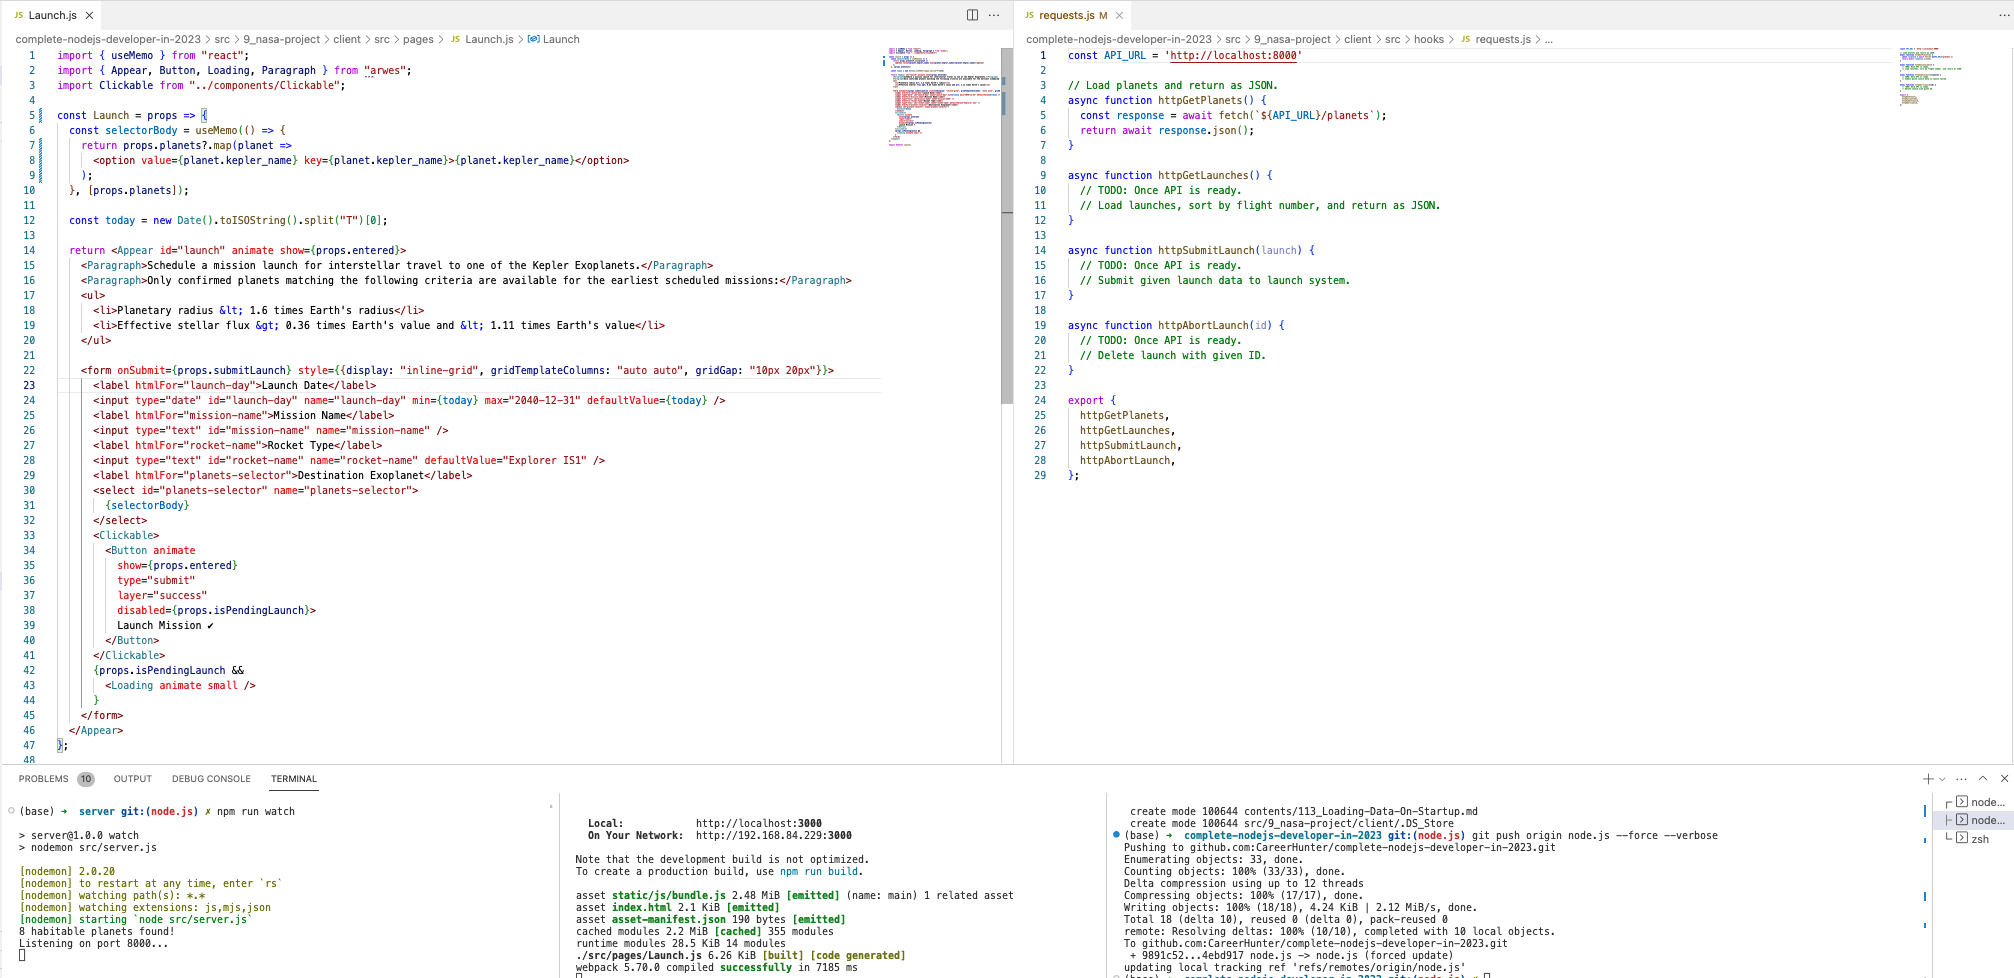 JS Launch.js ×
complete-nodejs-developer-in-2023 > src > 9_nasa-project > client > src > pages > JS Launch.js > Launch
1 import { useMemo } from "react";
2 import { Appear, Button, Loading, Paragraph } from "arwes";
3 import Clickable from "../components/Clickable";
4
5 const Launch = props => {
6 const selectorBody = useMemo(() => {
7 return props.planets?.map(planet =>
8 <option value={planet.kepler_name} key={planet.kepler_name}>{planet.kepler_name}</option>
9 );
10 }, [props.planets]);
11
12 const today = new Date().toISOString().split("T")[0];
13
14 return <Appear id="launch" animate show={props.entered}>
15 <Paragraph>Schedule a mission launch for interstellar travel to one of the Kepler Exoplanets.</Paragraph>
16 <Paragraph>Only confirmed planets matching the following criteria are available for the earliest scheduled missions:</Paragraph>
17 <ul>
18 <li>Planetary radius &lt; 1.6 times Earth's radius</li>
19 <li>Effective stellar flux &gt; 0.36 times Earth's value and &lt; 1.11 times Earth's value</li>
20 </ul>
21
22 <form onSubmit={props.submitLaunch} style={{display: "inline-grid", gridTemplateColumns: "auto auto", gridGap: "10px 20px"}}>
23 <label htmlFor="launch-day">Launch Date</label>
24 <input type="date" id="launch-day" name="launch-day" min={today} max="2040-12-31" defaultValue={today} />
25 <label htmlFor="mission-name">Mission Name</label>
26 <input type="text" id="mission-name" name="mission-name" />
27 <label htmlFor="rocket-name">Rocket Type</label>
28 <input type="text" id="rocket-name" name="rocket-name" defaultValue="Explorer IS1" />
29 <label htmlFor="planets-selector">Destination Exoplanet</label>
30 <select id="planets-selector" name="planets-selector">
31 {selectorBody}
32 </select>
33 <Clickable>
34 <Button animate
35 show={props.entered}
36 type="submit"
37 layer="success"
38 disabled={props.isPendingLaunch}>
39 Launch Mission ✔
40 </Button>
41 </Clickable>
42 {props.isPendingLaunch &&
43 <Loading animate small />
44 }
45 </form>
46 </Appear>
47 };
48
JS requests.js M ×
complete-nodejs-developer-in-2023 > src > 9_nasa-project > client > src > hooks > JS requests.js > ...
1 const API_URL = 'http://localhost:8000'
2
3 // Load planets and return as JSON.
4 async function httpGetPlanets() {
5 const response = await fetch(`${API_URL}/planets`);
6 return await response.json();
7 }
8
9 async function httpGetLaunches() {
10 // TODO: Once API is ready.
11 // Load launches, sort by flight number, and return as JSON.
12 }
13
14 async function httpSubmitLaunch(launch) {
15 // TODO: Once API is ready.
16 // Submit given launch data to launch system.
17 }
18
19 async function httpAbortLaunch(id) {
20 // TODO: Once API is ready.
21 // Delete launch with given ID.
22 }
23
24 export {
25 httpGetPlanets,
26 httpGetLaunches,
27 httpSubmitLaunch,
28 httpAbortLaunch,
29 };
PROBLEMS 10 OUTPUT DEBUG CONSOLE TERMINAL
(base) ➜ server git:(node.js) ✗ npm run watch
> server@1.0.0 watch
> nodemon src/server.js
[nodemon] 2.0.20
[nodemon] to restart at any time, enter `rs`
[nodemon] watching path(s): *.*
[nodemon] watching extensions: js,mjs,json
[nodemon] starting `node src/server.js`
8 habitable planets found!
Listening on port 8000...
Local: http://localhost:3000
On Your Network: http://192.168.84.229:3000
Note that the development build is not optimized.
To create a production build, use npm run build.
asset static/js/bundle.js 2.48 MiB [emitted] (name: main) 1 related asset
asset index.html 2.1 KiB [emitted]
asset asset-manifest.json 190 bytes [emitted]
cached modules 2.2 MiB [cached] 355 modules
runtime modules 28.5 KiB 14 modules
./src/pages/Launch.js 6.26 KiB [built] [code generated]
webpack 5.70.0 compiled successfully in 7185 ms
create mode 100644 contents/113_Loading-Data-On-Startup.md
create mode 100644 src/9_nasa-project/client/.DS_Store
(base) ➜ complete-nodejs-developer-in-2023 git:(node.js) git push origin node.js --force --verbose
Pushing to github.com:CareerHunter/complete-nodejs-developer-in-2023.git
Enumerating objects: 33, done.
Counting objects: 100% (33/33), done.
Delta compression using up to 12 threads
Compressing objects: 100% (17/17), done.
Writing objects: 100% (18/18), 4.24 KiB | 2.12 MiB/s, done.
Total 18 (delta 10), reused 0 (delta 0), pack-reused 0
remote: Resolving deltas: 100% (10/10), completed with 10 local objects.
To github.com:CareerHunter/complete-nodejs-developer-in-2023.git
+ 9891c52...4ebd917 node.js -> node.js (forced update)
updating local tracking ref 'refs/remotes/origin/node.js'
node...
node...
zsh